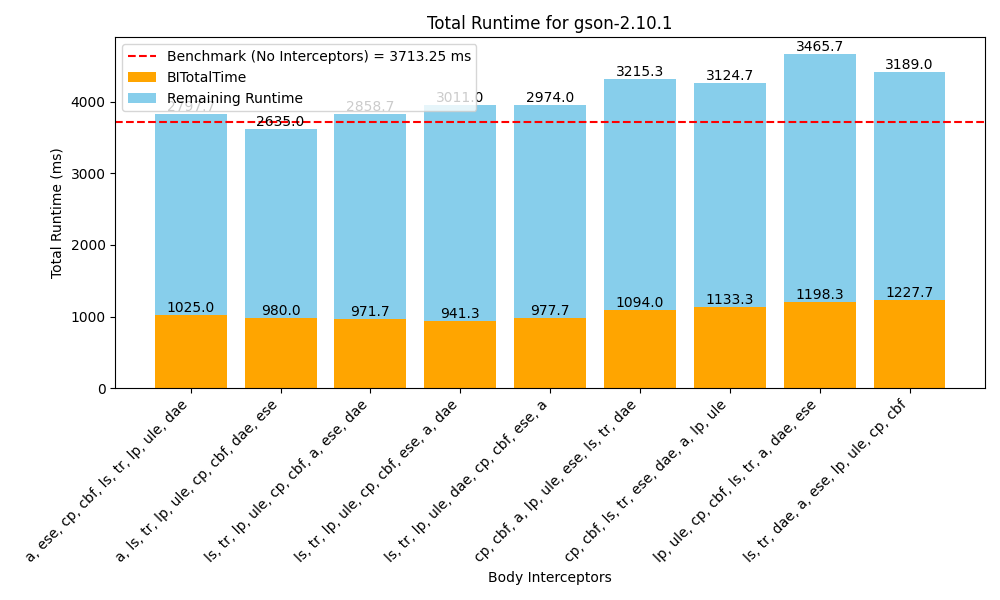 Total Runtime for gson-2.10.1
Benchmark (No Interceptors) = 3713.25 ms
BITotalTime
Remaining Runtime
2797.7
2635.0
2858.7
3011.0
2974.0
3215.3
3124.7
3465.7
3189.0
1025.0
980.0
971.7
941.3
977.7
1094.0
1133.3
1198.3
1227.7
Total Runtime (ms)
4000
3000
2000
1000
0
a, ese, cp, cbf, ls, tr, lp, ule, dae
a, ls, tr, lp, ule, cp, cbf, dae, ese
ls, tr, lp, ule, cp, cbf, a, ese, dae
ls, tr, lp, ule, cp, cbf, ese, a, dae
ls, tr, lp, ule, dae, cp, cbf, ese, a
cp, cbf, a, lp, ule, ese, ls, tr, dae
cp, cbf, ls, tr, ese, dae, a, lp, ule
lp, ule, cp, cbf, ls, tr, a, dae, ese
ls, tr, dae, a, ese, lp, ule, cp, cbf
Body Interceptors